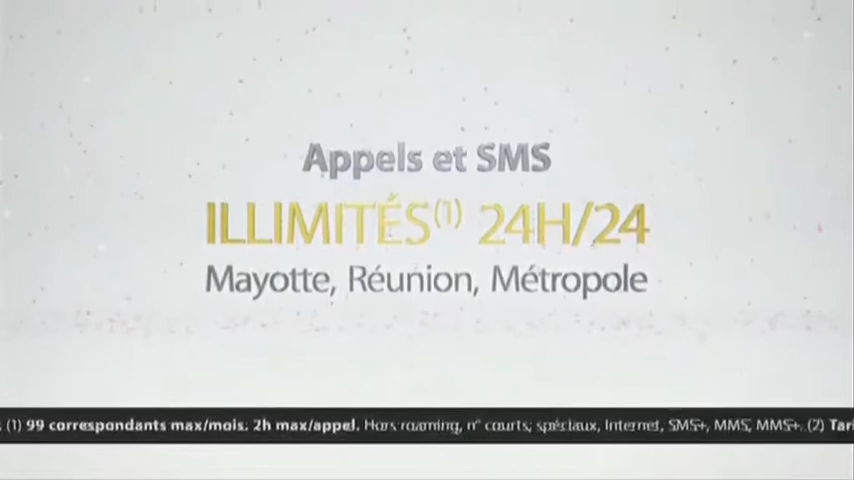 Appels et SMS
ILLIMITÉS(1) 24H/24
Mayotte, Réunion, Métropole
(1) 99 correspondants max/mois. 2h max/appel. Hors roaming, n° courts, spéciaux, Internet, SMS+, MMS, MMS+. (2) Tari